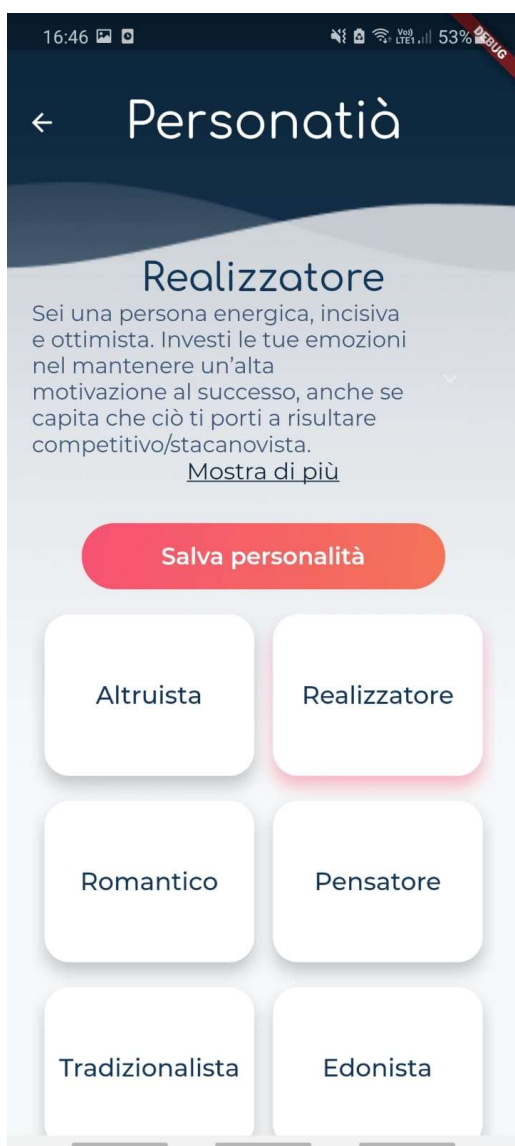 16:46 Vo)) LTE1 53% DEBUG
Personatià
Realizzatore
Sei una persona energica, incisiva
e ottimista. Investi le tue emozioni
nel mantenere un’alta
motivazione al successo, anche se
capita che ciò ti porti a risultare
competitivo/stacanovista.
Mostra di più
Salva personalità
Altruista Realizzatore
Romantico Pensatore
Tradizionalista Edonista